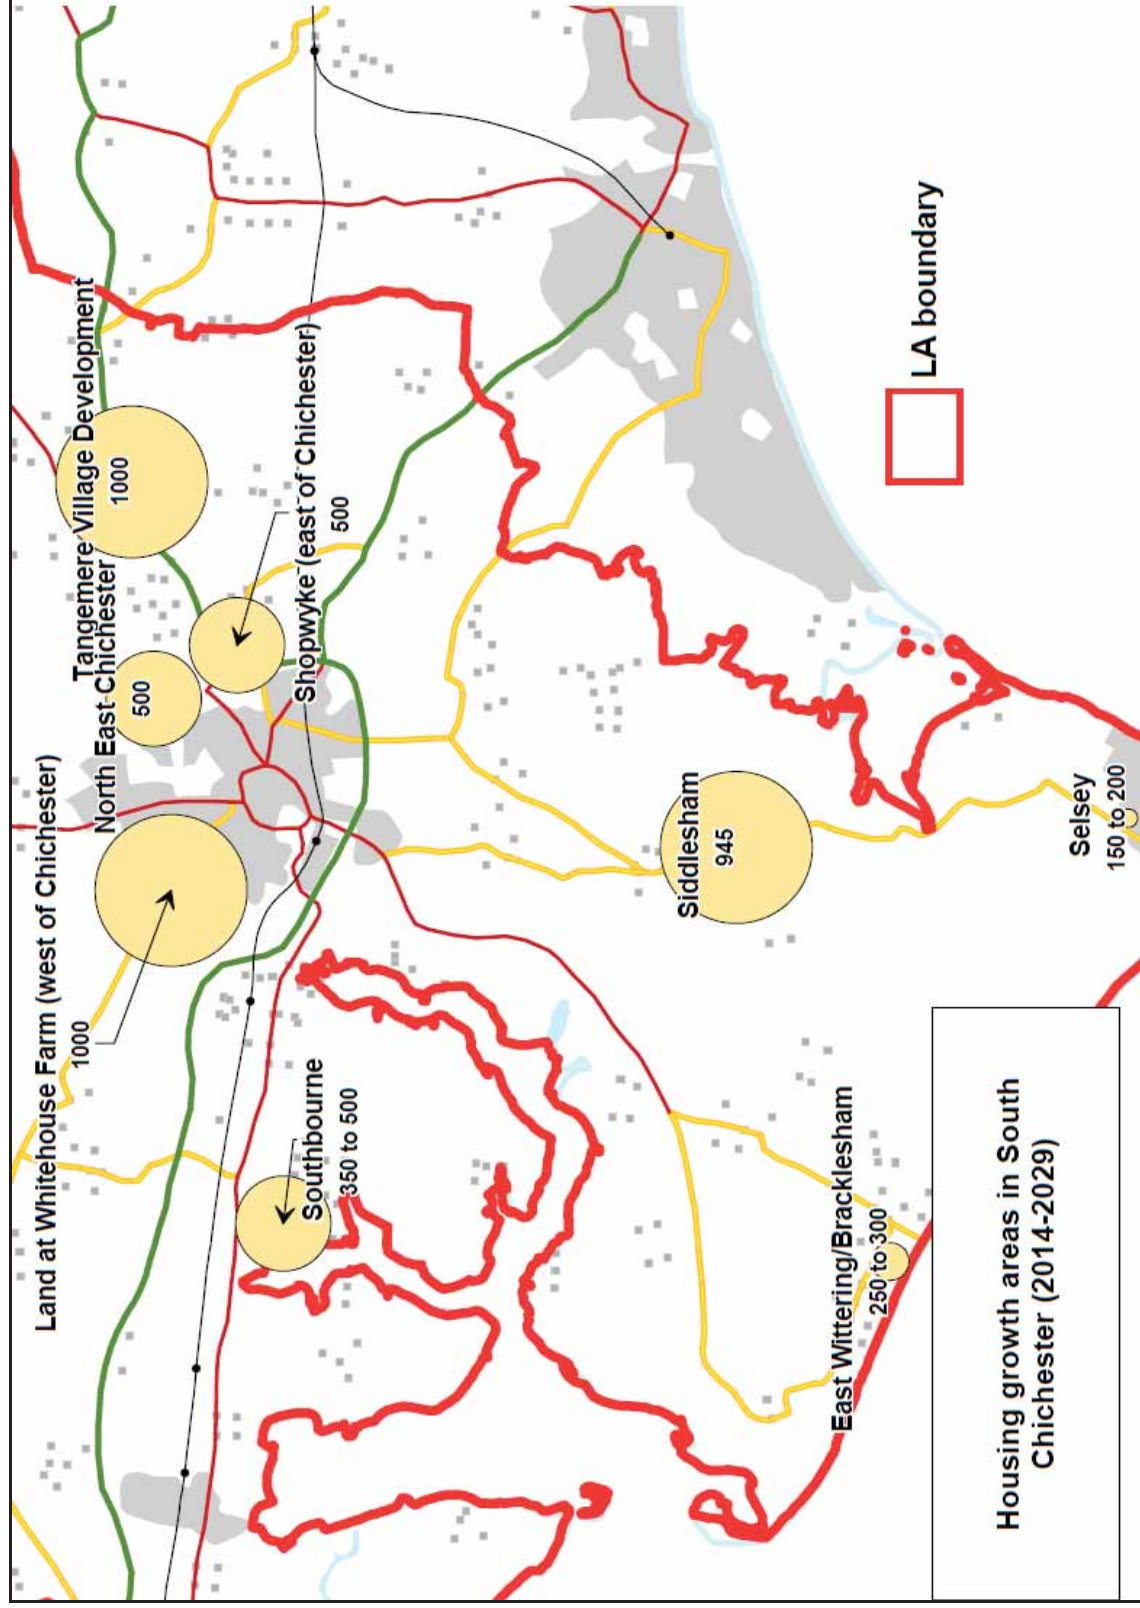 Land at Whitehouse Farm (west of Chichester)
1000
North East Chichester
500
Tangemere Village Development
1000
Shopwyke (east of Chichester)
500
Southbourne
350 to 500
Siddlesham
945
East Wittering/Bracklesham
250 to 300
Selsey
150 to 200
LA boundary
Housing growth areas in South
Chichester (2014-2029)